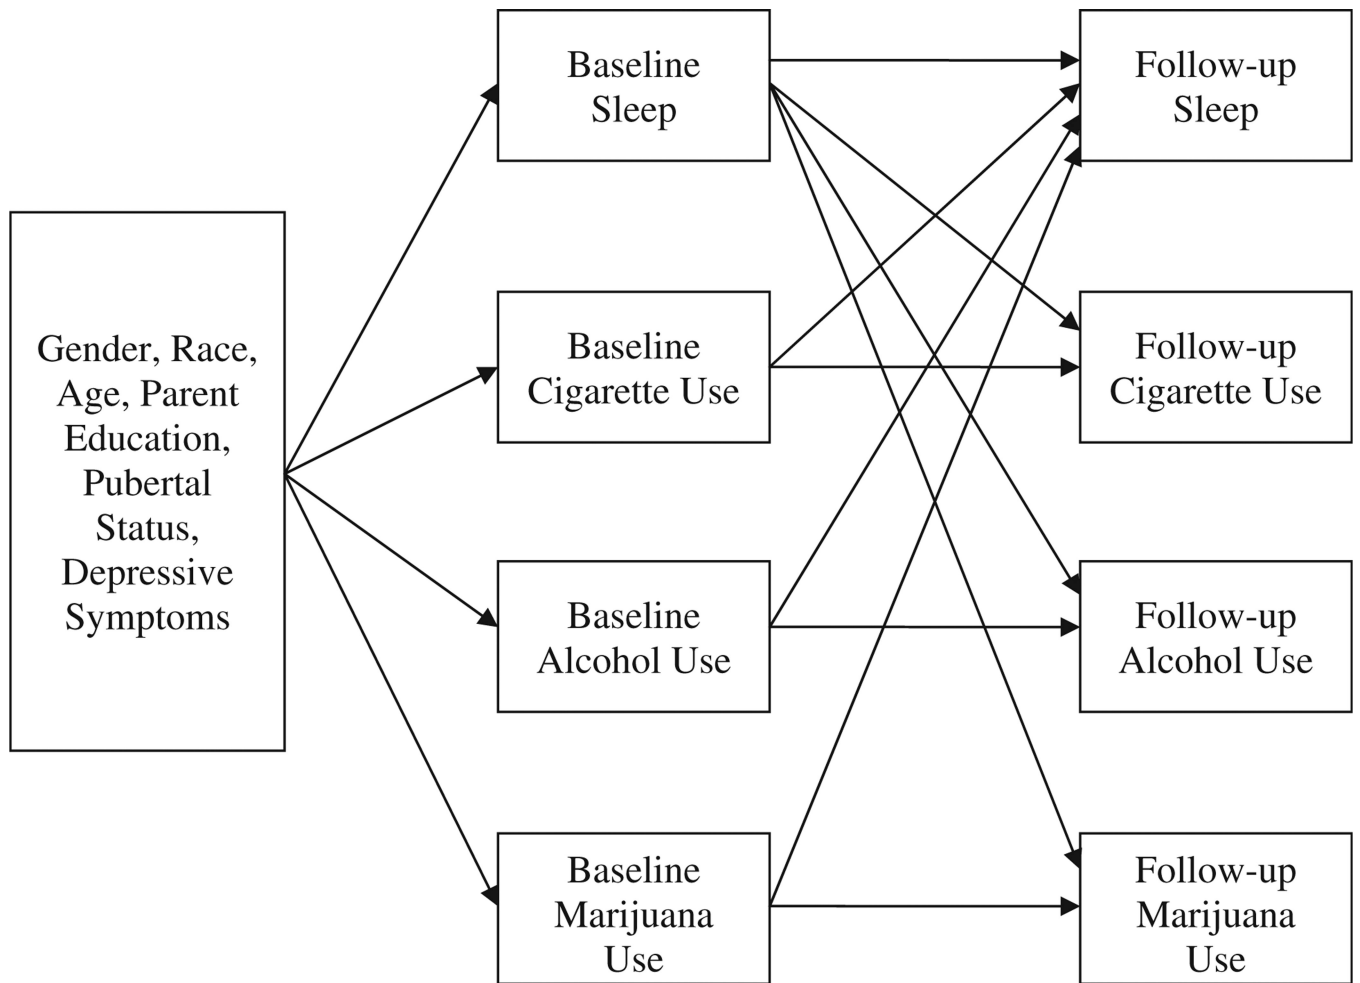 Baseline
Sleep
Follow-up
Sleep
Gender, Race,
Age, Parent
Education,
Pubertal
Status,
Depressive
Symptoms
Baseline
Cigarette Use
Follow-up
Cigarette Use
Baseline
Alcohol Use
Follow-up
Alcohol Use
Baseline
Marijuana
Use
Follow-up
Marijuana
Use